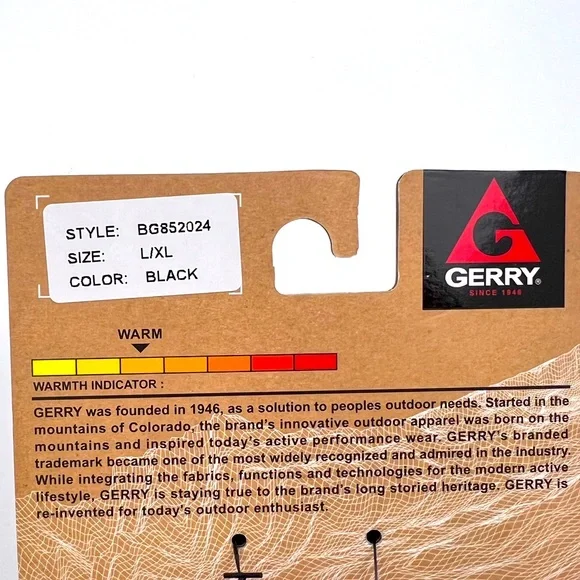 STYLE: BG852024
SIZE: L/XL
COLOR: BLACK
GERRY®
SINCE 1946
WARM
WARMTH INDICATOR :
GERRY was founded in 1946, as a solution to peoples outdoor needs. Started in the
mountains of Colorado, the brand's innovative outdoor apparel was born on the
mountains and inspired today's active performance wear. GERRY's branded
trademark became one of the most widely recognized and admired in the Industry.
While integrating the fabrics, functions and technologies for the modern active
lifestyle, GERRY is staying true to the brand's long storied heritage. GERRY is
re-invented for today's outdoor enthusiast.